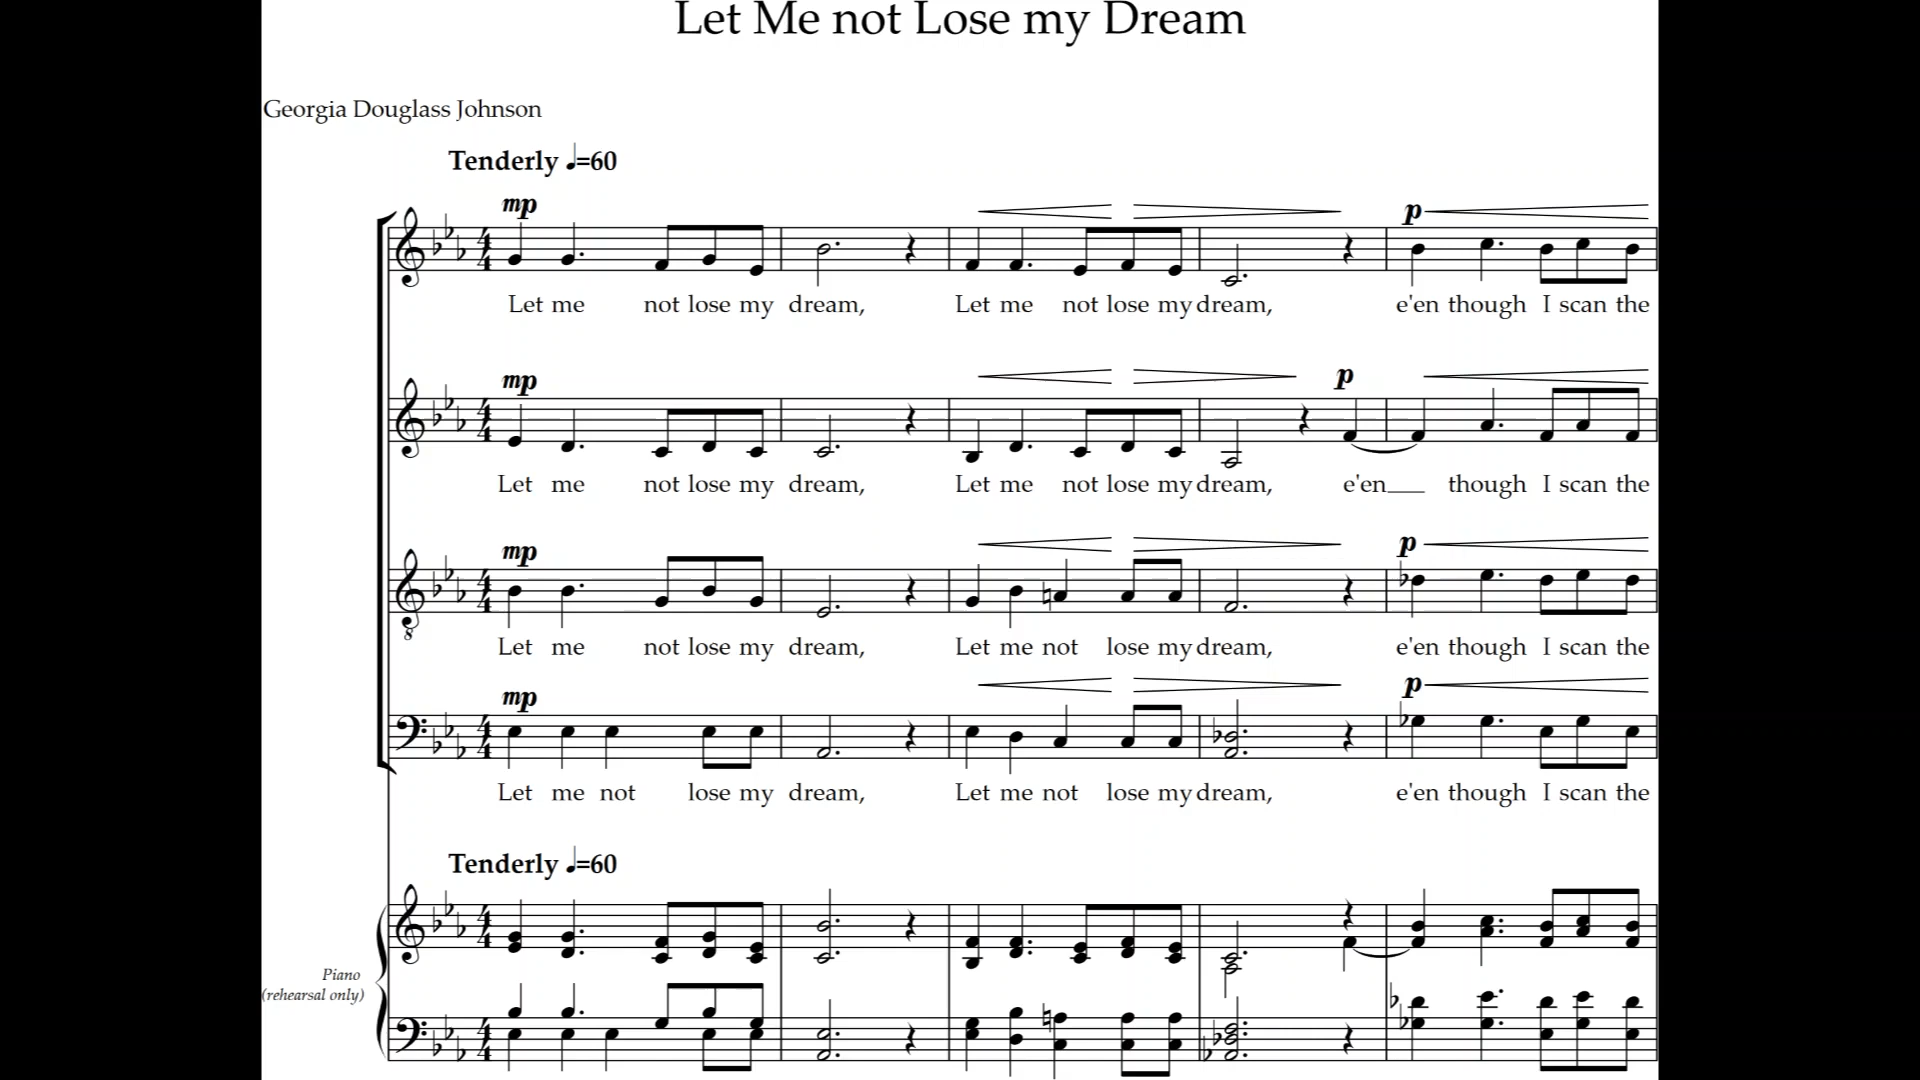 Let Me not Lose my Dream
Georgia Douglass Johnson
Tenderly ♩=60
mp
p
Let me not lose my dream, Let me not lose my dream, e'en though I scan the
mp
p
Let me not lose my dream, Let me not lose my dream, e'en though I scan the
mp
p
8
Let me not lose my dream, Let me not lose my dream, e'en though I scan the
mp
p
Let me not lose my dream, Let me not lose my dream, e'en though I scan the
Tenderly ♩=60
Piano
(rehearsal only)